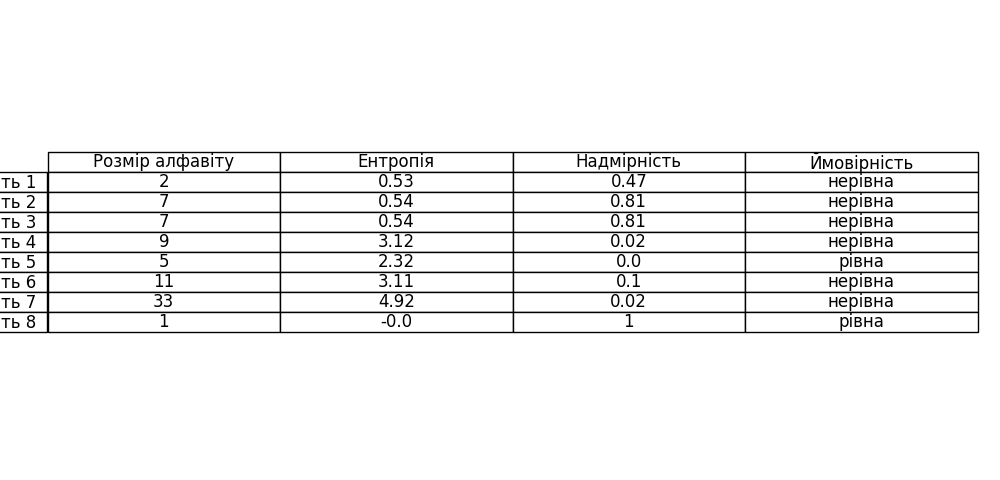 Розмір алфавіту Ентропія Надмірність Ймовірність
ть 1 2 0.53 0.47 нерівна
ть 2 7 0.54 0.81 нерівна
ть 3 7 0.54 0.81 нерівна
ть 4 9 3.12 0.02 нерівна
ть 5 5 2.32 0.0 рівна
ть 6 11 3.11 0.1 нерівна
ть 7 33 4.92 0.02 нерівна
ть 8 1 -0.0 1 рівна